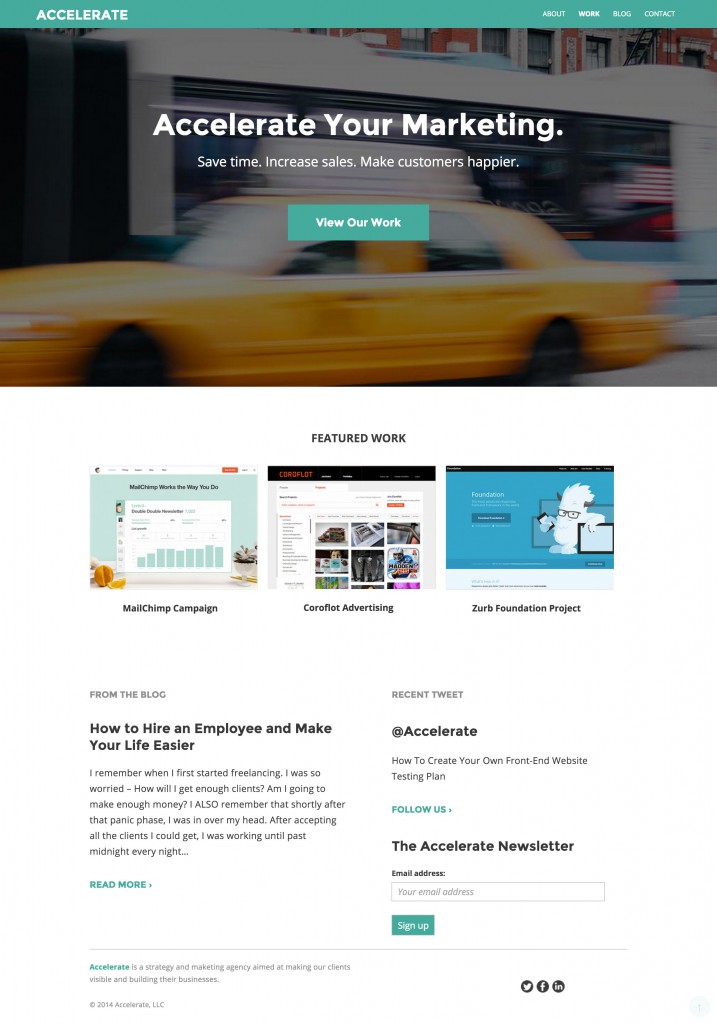 ACCELERATE
ABOUT WORK BLOG CONTACT
Accelerate Your Marketing.
Save time. Increase sales. Make customers happier.
View Our Work
FEATURED WORK
MailChimp Works the Way You Do
Double Double Newsletter
COROFLOT
MADDEN
Foundation
Foundation
MailChimp Campaign
Coroflot Advertising
Zurb Foundation Project
FROM THE BLOG
How to Hire an Employee and Make
Your Life Easier
I remember when I first started freelancing. I was so
worried – How will I get enough clients? Am I going to
make enough money? I ALSO remember that shortly after
that panic phase, I was in over my head. After accepting
all the clients I could get, I was working until past
midnight every night...
READ MORE ›
RECENT TWEET
@Accelerate
How To Create Your Own Front-End Website
Testing Plan
FOLLOW US ›
The Accelerate Newsletter
Email address:
Your email address
Sign up
Accelerate is a strategy and maketing agency aimed at making our clients
visible and building their businesses.
© 2014 Accelerate, LLC